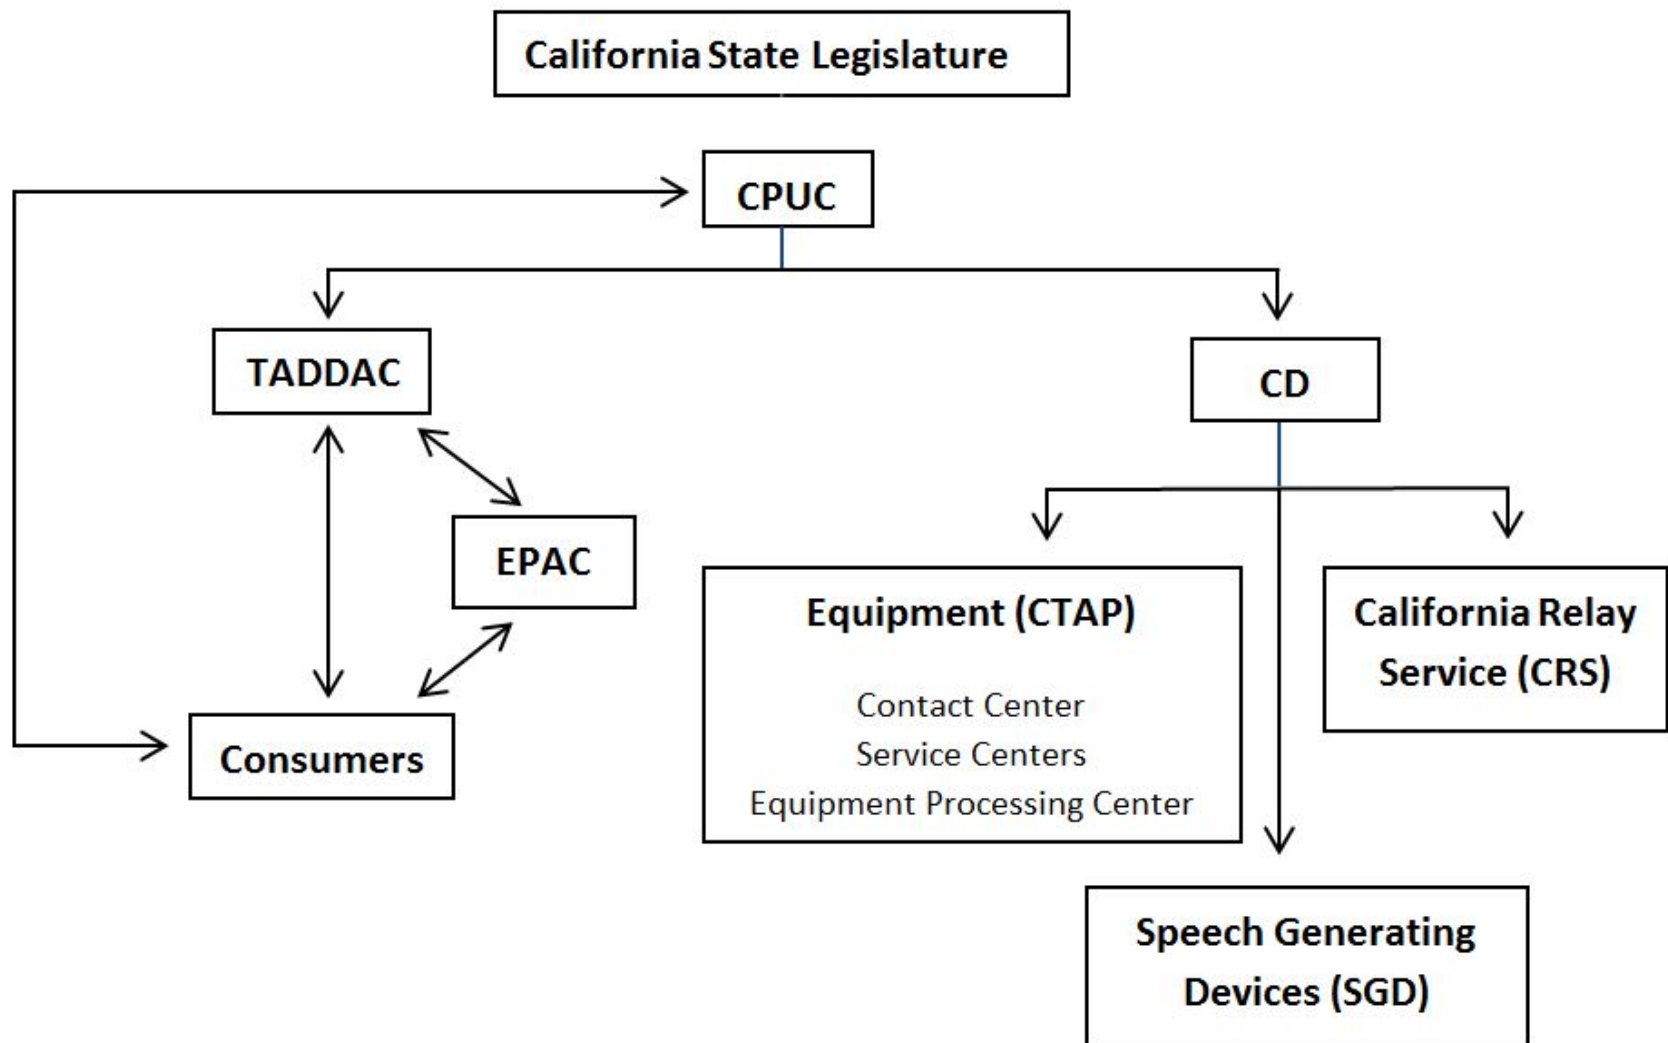 California State Legislature
CPUC
TADDAC
CD
EPAC
Consumers
Equipment (CTAP)
Contact Center
Service Centers
Equipment Processing Center
California Relay
Service (CRS)
Speech Generating
Devices (SGD)